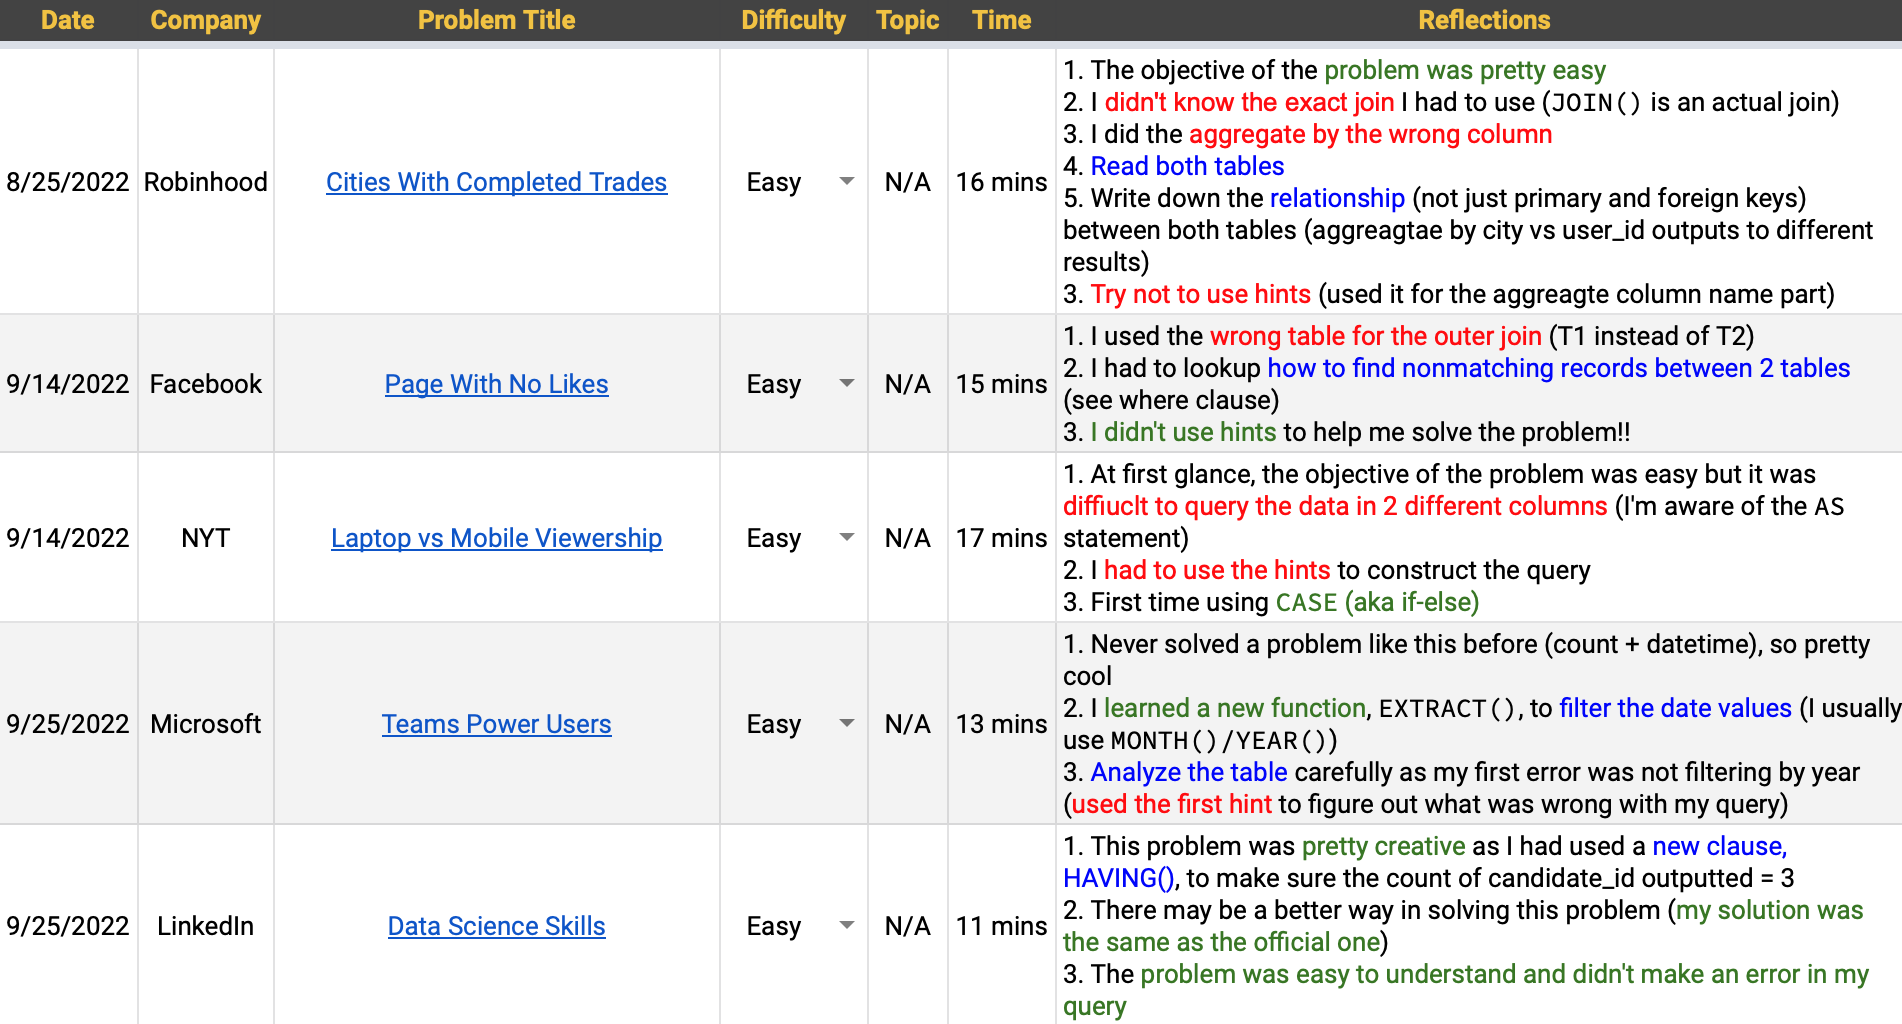 Date Company Problem Title Difficulty Topic Time Reflections
8/25/2022 Robinhood Cities With Completed Trades Easy N/A 16 mins
1. The objective of the problem was pretty easy
2. I didn't know the exact join I had to use (JOIN() is an actual join)
3. I did the aggregate by the wrong column
4. Read both tables
5. Write down the relationship (not just primary and foreign keys)
between both tables (aggreagtae by city vs user_id outputs to different
results)
3. Try not to use hints (used it for the aggreagte column name part)
9/14/2022 Facebook Page With No Likes Easy N/A 15 mins
1. I used the wrong table for the outer join (T1 instead of T2)
2. I had to lookup how to find nonmatching records between 2 tables
(see where clause)
3. I didn't use hints to help me solve the problem!!
9/14/2022 NYT Laptop vs Mobile Viewership Easy N/A 17 mins
1. At first glance, the objective of the problem was easy but it was
diffiuclt to query the data in 2 different columns (I'm aware of the AS
statement)
2. I had to use the hints to construct the query
3. First time using CASE (aka if-else)
9/25/2022 Microsoft Teams Power Users Easy N/A 13 mins
1. Never solved a problem like this before (count + datetime), so pretty
cool
2. I learned a new function, EXTRACT(), to filter the date values (I usually
use MONTH()/YEAR())
3. Analyze the table carefully as my first error was not filtering by year
(used the first hint to figure out what was wrong with my query)
9/25/2022 LinkedIn Data Science Skills Easy N/A 11 mins
1. This problem was pretty creative as I had used a new clause,
HAVING(), to make sure the count of candidate_id outputted = 3
2. There may be a better way in solving this problem (my solution was
the same as the official one)
3. The problem was easy to understand and didn't make an error in my
query